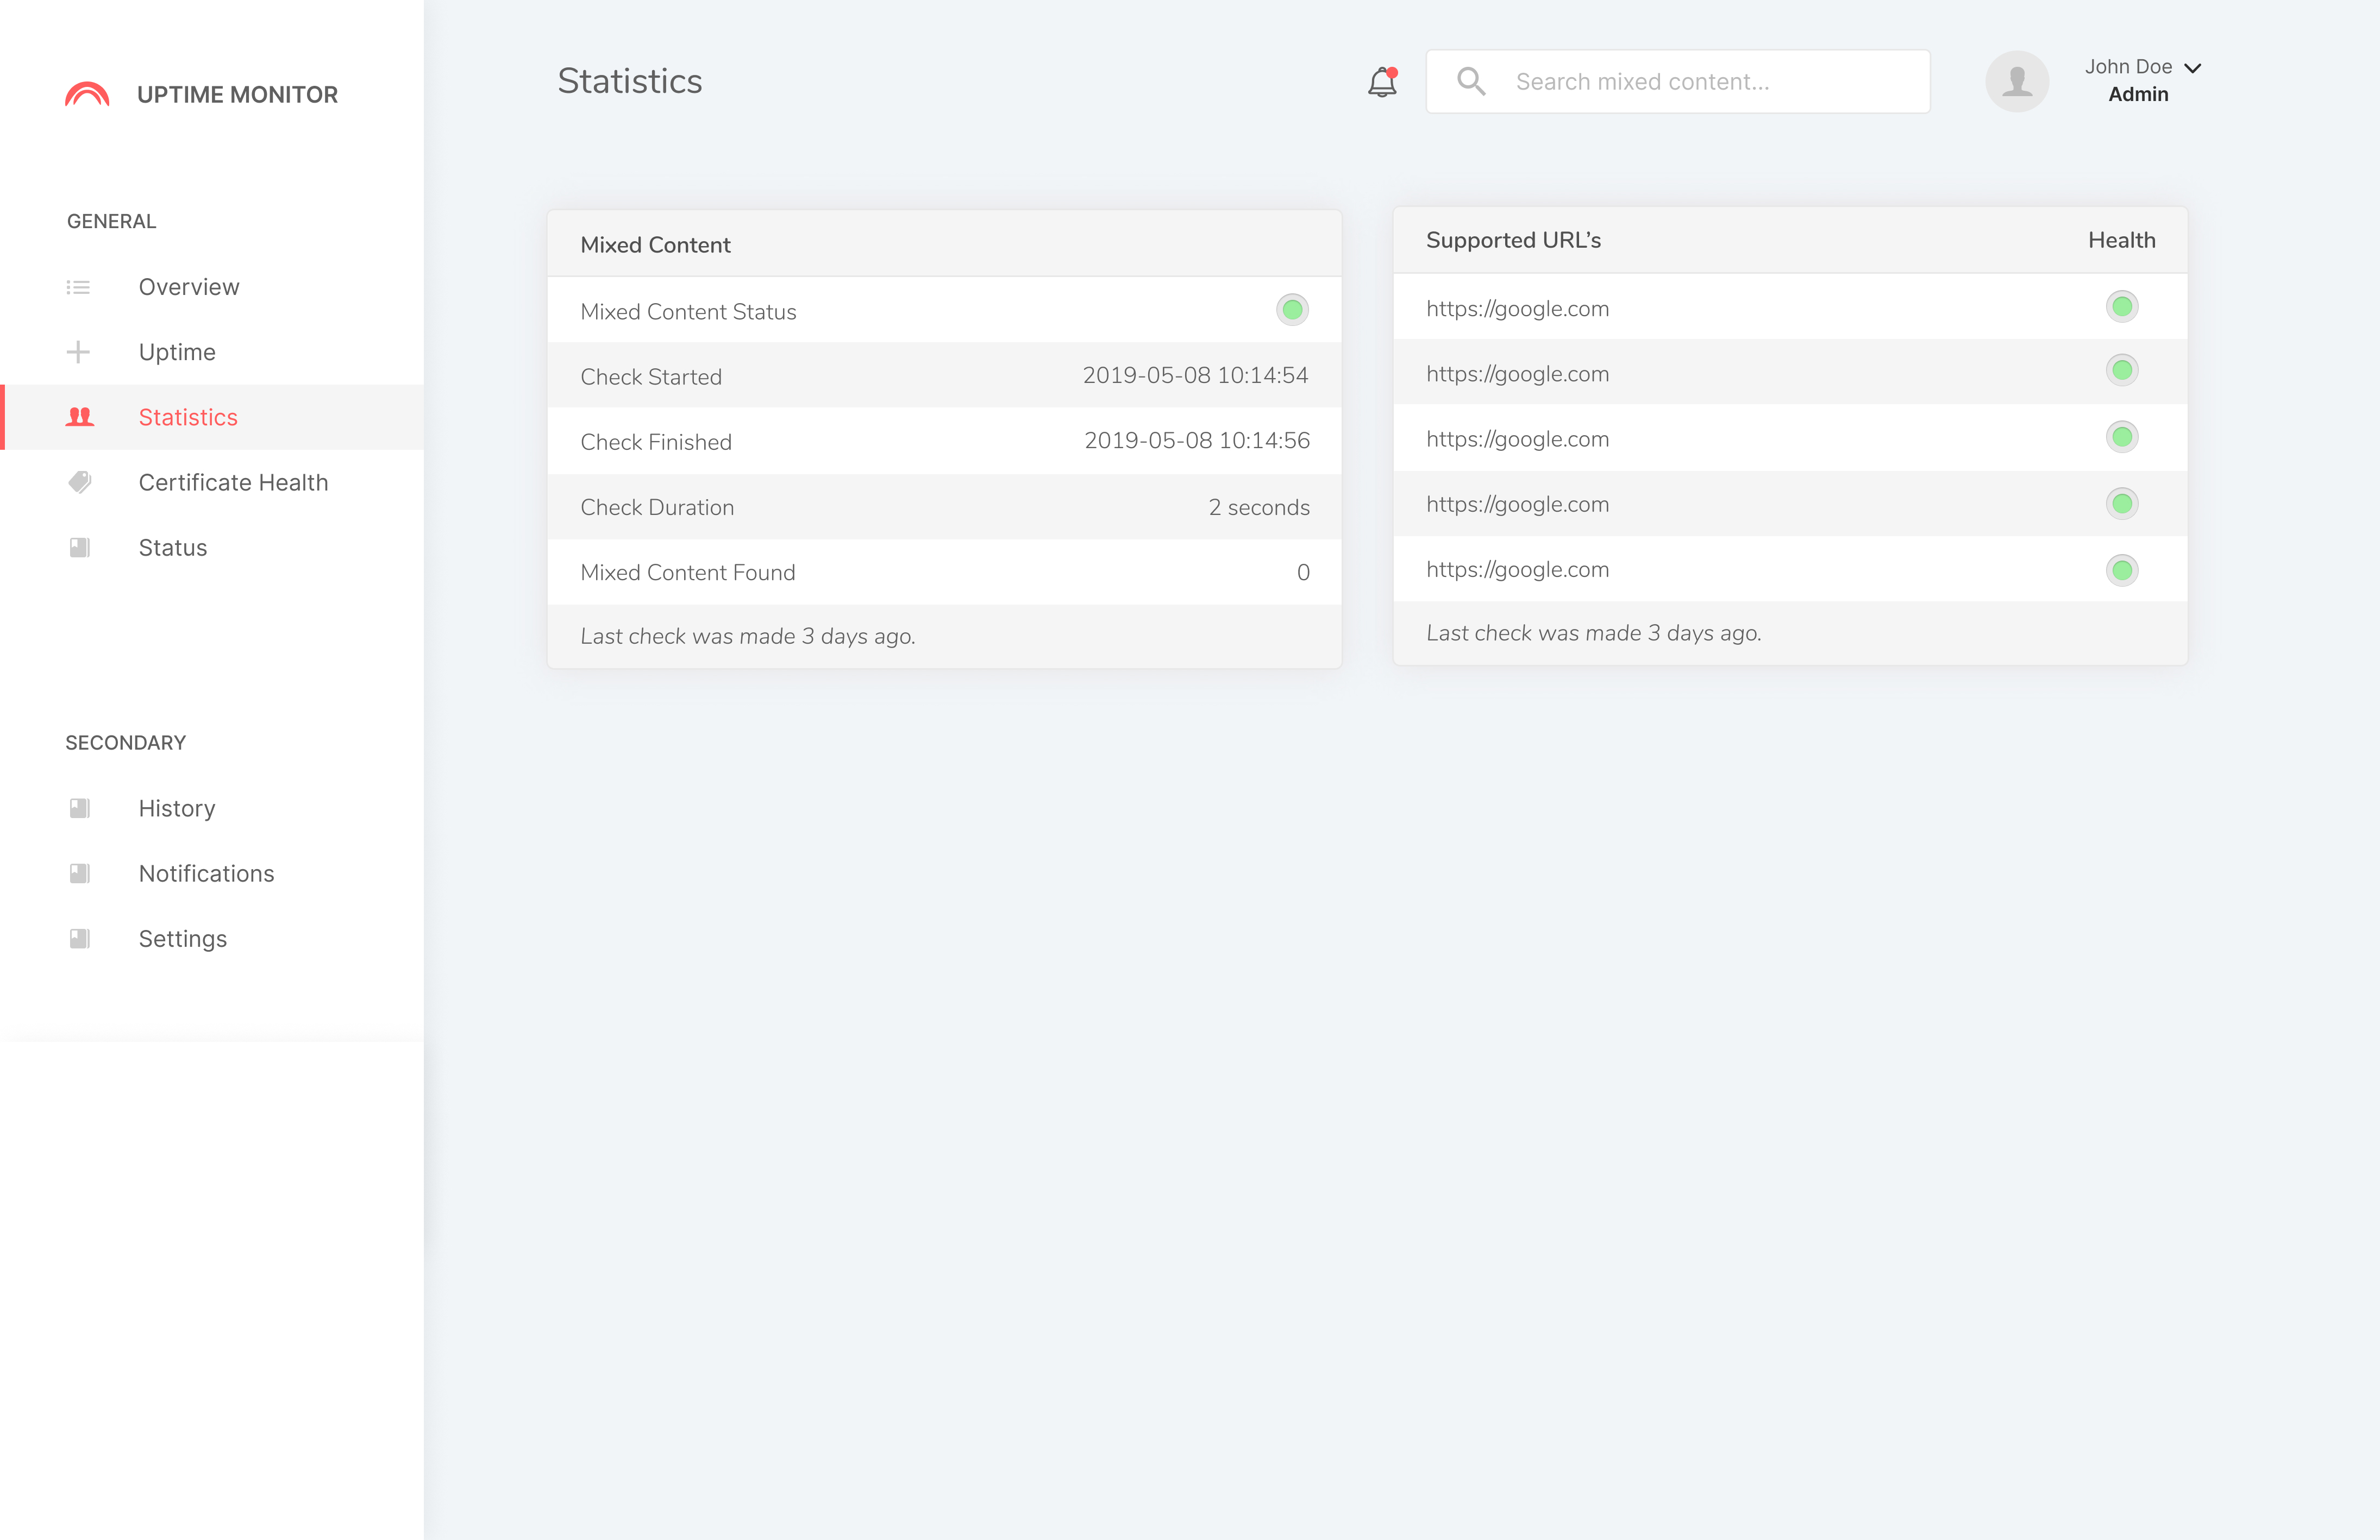 UPTIME MONITOR
GENERAL
Overview
Uptime
Statistics
Certificate Health
Status
SECONDARY
History
Notifications
Settings
Statistics
Search mixed content...
John Doe
Admin
Mixed Content
Mixed Content Status
Check Started 2019-05-08 10:14:54
Check Finished 2019-05-08 10:14:56
Check Duration 2 seconds
Mixed Content Found 0
Last check was made 3 days ago.
Supported URL’s Health
https://google.com
https://google.com
https://google.com
https://google.com
https://google.com
Last check was made 3 days ago.